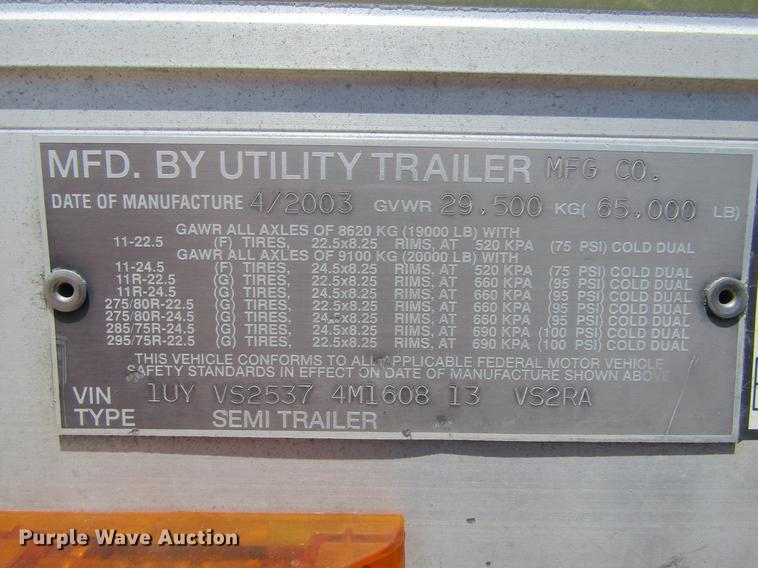 MFD. BY UTILITY TRAILER MFG CO.
DATE OF MANUFACTURE 4/2003 GVWR 29,500 KG( 65,000 LB)
GAWR ALL AXLES OF 8620 KG (19000 LB) WITH
11-22.5 (F) TIRES, 22.5x8.25 RIMS, AT 520 KPA (75 PSI) COLD DUAL
GAWR ALL AXLES OF 9100 KG (20000 LB) WITH
11-24.5 (F) TIRES, 24.5x8.25 RIMS, AT 520 KPA (75 PSI) COLD DUAL
11R-22.5 (G) TIRES, 22.5x8.25 RIMS, AT 660 KPA (95 PSI) COLD DUAL
11R-24.5 (G) TIRES, 24.5x8.25 RIMS, AT 660 KPA (95 PSI) COLD DUAL
275/80R-22.5 (G) TIRES, 22.5x8.25 RIMS, AT 660 KPA (95 PSI) COLD DUAL
275/80R-24.5 (G) TIRES, 24.5x8.25 RIMS, AT 660 KPA (95 PSI) COLD DUAL
285/75R-24.5 (G) TIRES, 24.5x8.25 RIMS, AT 690 KPA (100 PSI) COLD DUAL
295/75R-22.5 (G) TIRES, 22.5x8.25 RIMS, AT 690 KPA (100 PSI) COLD DUAL
THIS VEHICLE CONFORMS TO ALL APPLICABLE FEDERAL MOTOR VEHICLE
SAFETY STANDARDS IN EFFECT ON DATE OF MANUFACTURE SHOWN ABOVE
VIN 1UY VS2537 4M1608 13 VS2RA
TYPE SEMI TRAILER
Purple Wave Auction